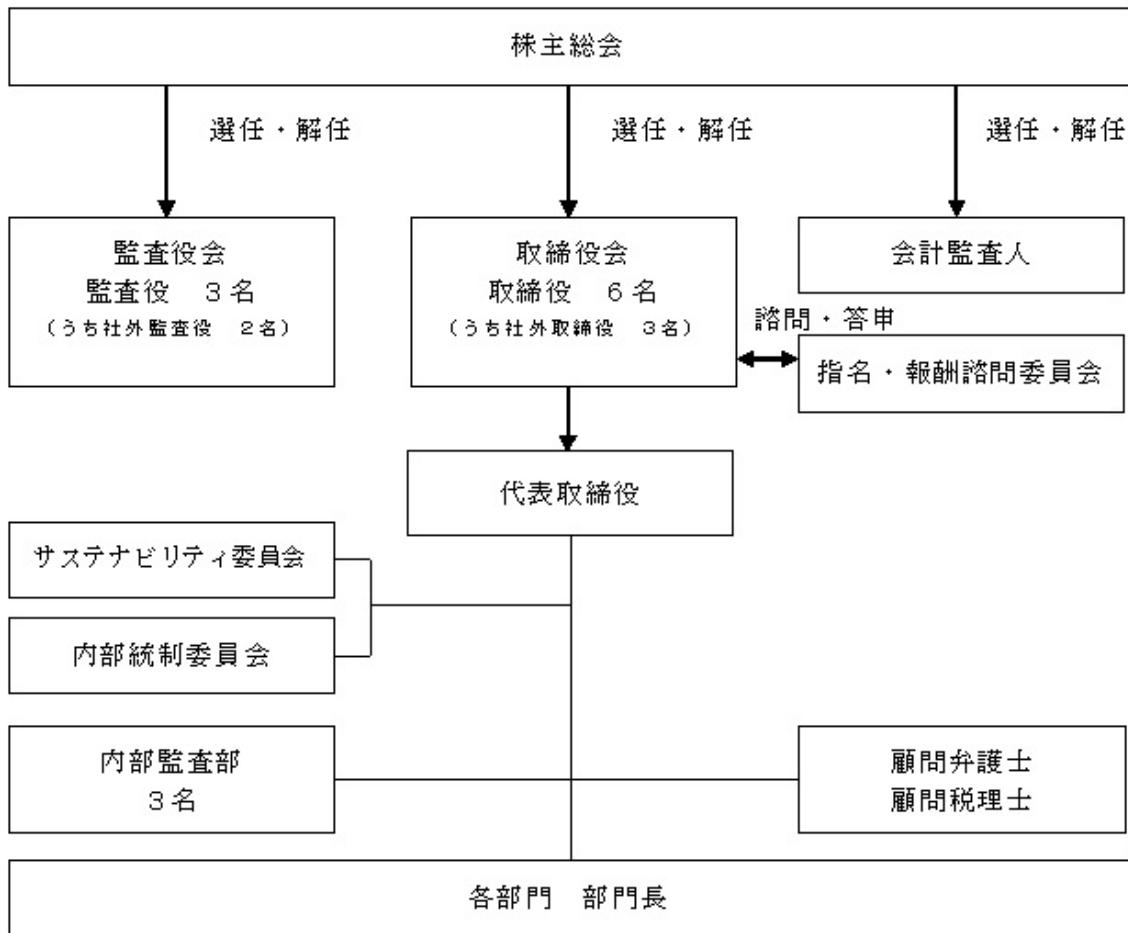 株主総会
選任・解任
選任・解任
選任・解任
監査役会
監査役　３名
（うち社外監査役　２名）
取締役会
取締役　６名
（うち社外取締役　３名）
会計監査人
諮問・答申
指名・報酬諮問委員会
代表取締役
サステナビリティ委員会
内部統制委員会
内部監査部
３名
顧問弁護士
顧問税理士
各部門　部門長